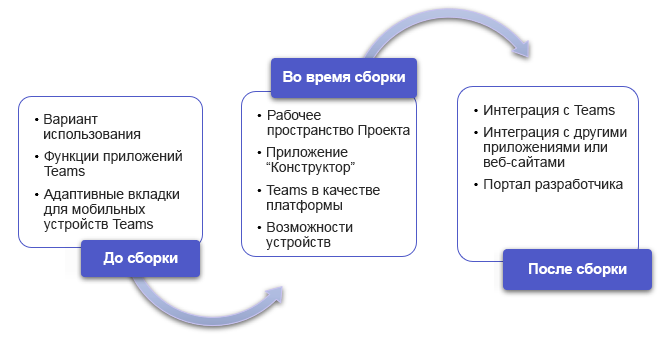 • Вариант
использования
• Функции приложений
Teams
• Адаптивные вкладки
для мобильных
устройств Teams
До сборки
Во время сборки
• Рабочее
пространство Проекта
• Приложение
“Конструктор”
• Teams в качестве
платформы
• Возможности
устройств
• Интеграция с Teams
• Интеграция с другими
приложениями или
веб-сайтами
• Портал разработчика
После сборки